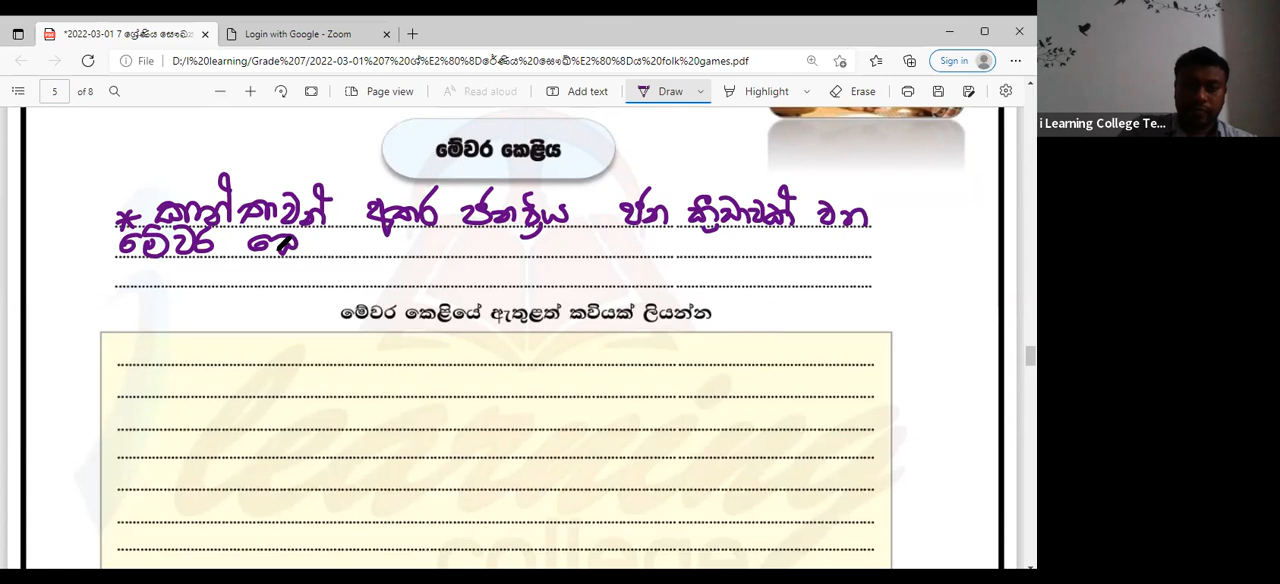 *2022-03-01 7 ශ්‍රේණිය සෞඛ්‍ය
Login with Google - Zoom
File D:/I%20learning/Grade%207/2022-03-01%207%20ශ්%E2%80%8Dරේණිය%20සෞඛ්%E2%80%8Dය%20folk%20games.pdf
Sign in
5 of 8 Page view Read aloud Add text Draw Highlight Erase
i Learning College Te...
මේවර කෙළිය
* කාන්තාවන් අතර ජනප්‍රිය ජන ක්‍රීඩාවක් වන
මේවර කෙ
මේවර කෙළියේ ඇතුළත් කවියක් ලියන්න
learning
college